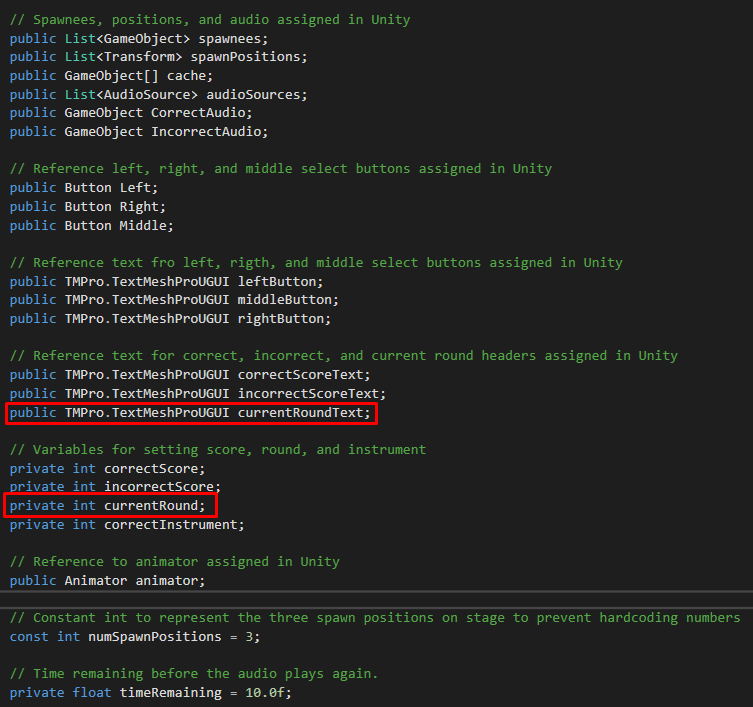 // Spawnees, positions, and audio assigned in Unity
public List<GameObject> spawnees;
public List<Transform> spawnPositions;
public GameObject[] cache;
public List<AudioSource> audioSources;
public GameObject CorrectAudio;
public GameObject IncorrectAudio;
// Reference left, right, and middle select buttons assigned in Unity
public Button Left;
public Button Right;
public Button Middle;
// Reference text fro left, rigth, and middle select buttons assigned in Unity
public TMPro.TextMeshProUGUI leftButton;
public TMPro.TextMeshProUGUI middleButton;
public TMPro.TextMeshProUGUI rightButton;
// Reference text for correct, incorrect, and current round headers assigned in Unity
public TMPro.TextMeshProUGUI correctScoreText;
public TMPro.TextMeshProUGUI incorrectScoreText;
public TMPro.TextMeshProUGUI currentRoundText;
// Variables for setting score, round, and instrument
private int correctScore;
private int incorrectScore;
private int currentRound;
private int correctInstrument;
// Reference to animator assigned in Unity
public Animator animator;
// Constant int to represent the three spawn positions on stage to prevent hardcoding numbers
const int numSpawnPositions = 3;
// Time remaining before the audio plays again.
private float timeRemaining = 10.0f;